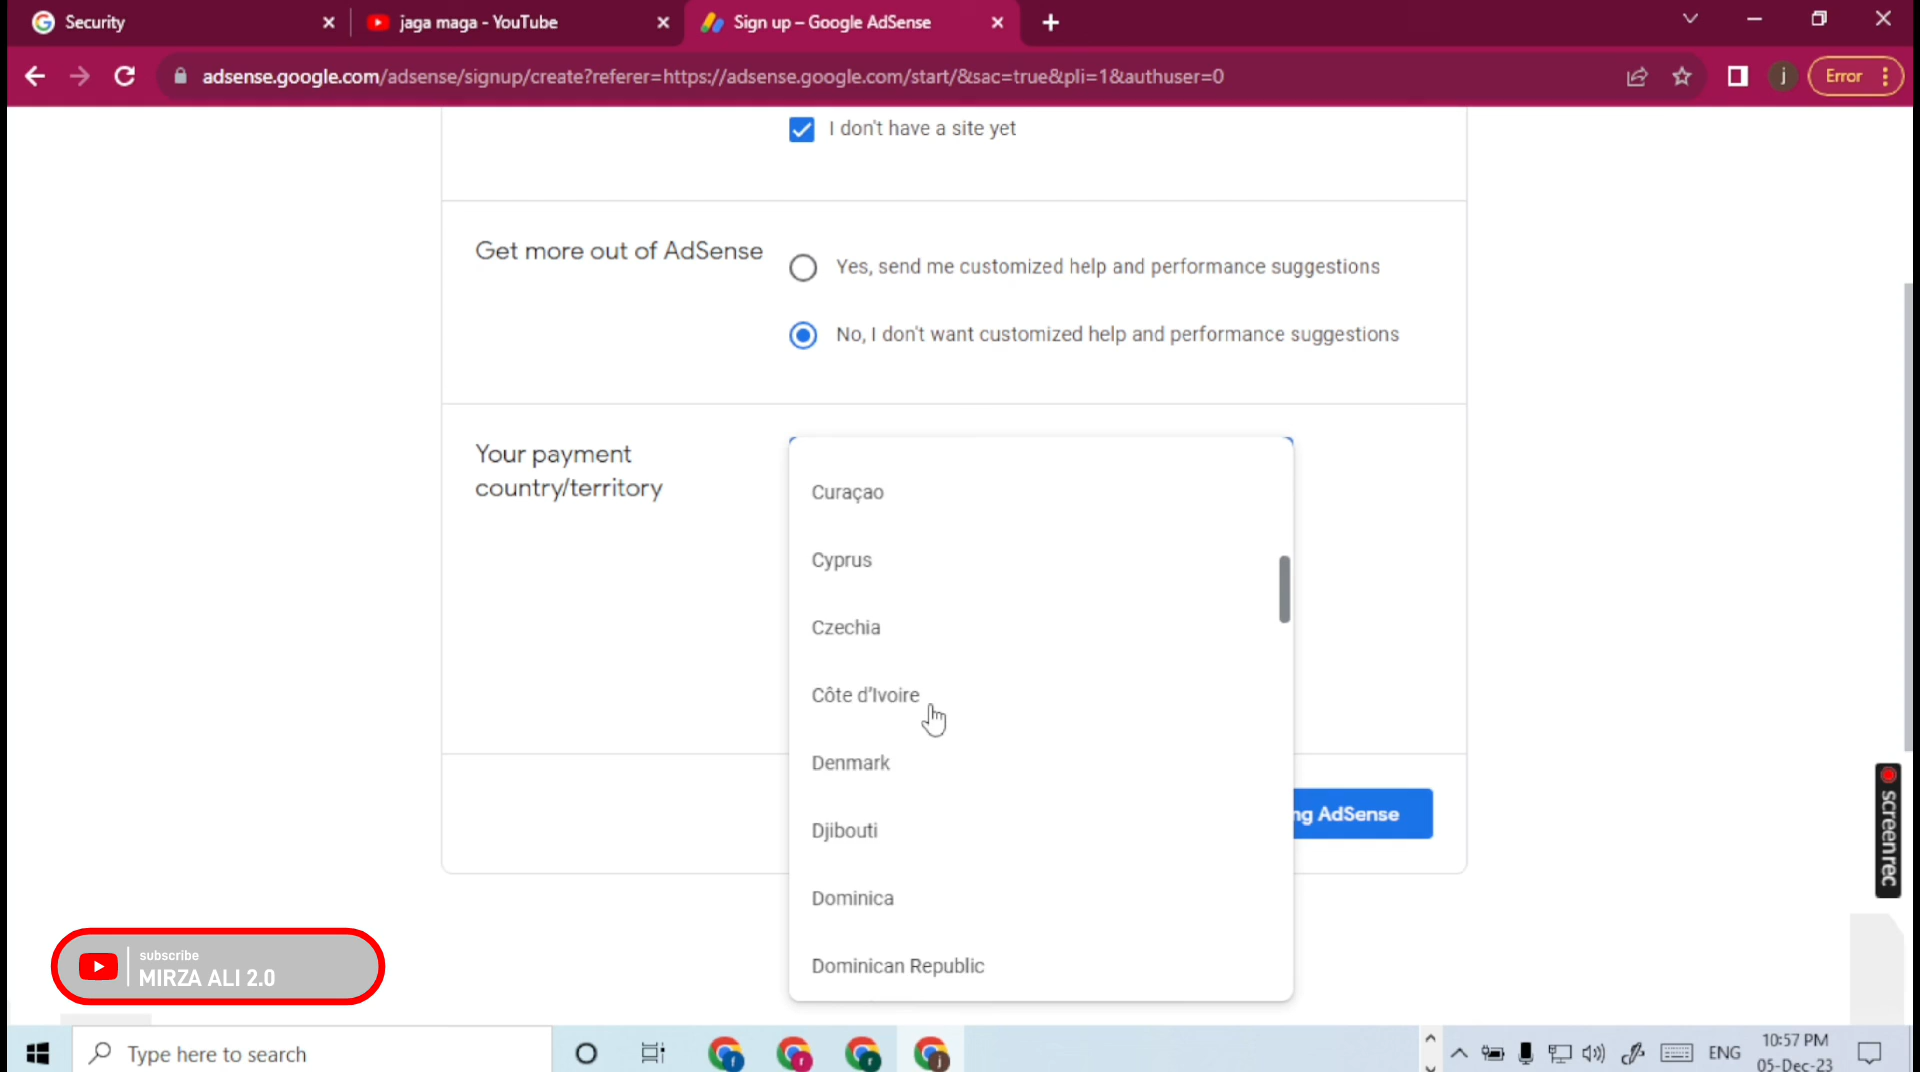 Security
jaga maga - YouTube
Sign up – Google AdSense
adsense.google.com/adsense/signup/create?referer=https://adsense.google.com/start/&sac=true&pli=1&authuser=0
j
Error
I don't have a site yet
Get more out of AdSense
Yes, send me customized help and performance suggestions
No, I don't want customized help and performance suggestions
Your payment
country/territory
Curaçao
Cyprus
Czechia
Côte d'Ivoire
Denmark
Djibouti
Dominica
Dominican Republic
ng AdSense
screenrec
subscribe
MIRZA ALI 2.0
Type here to search
f
r
r
j
ENG
10:57 PM
05-Dec-23